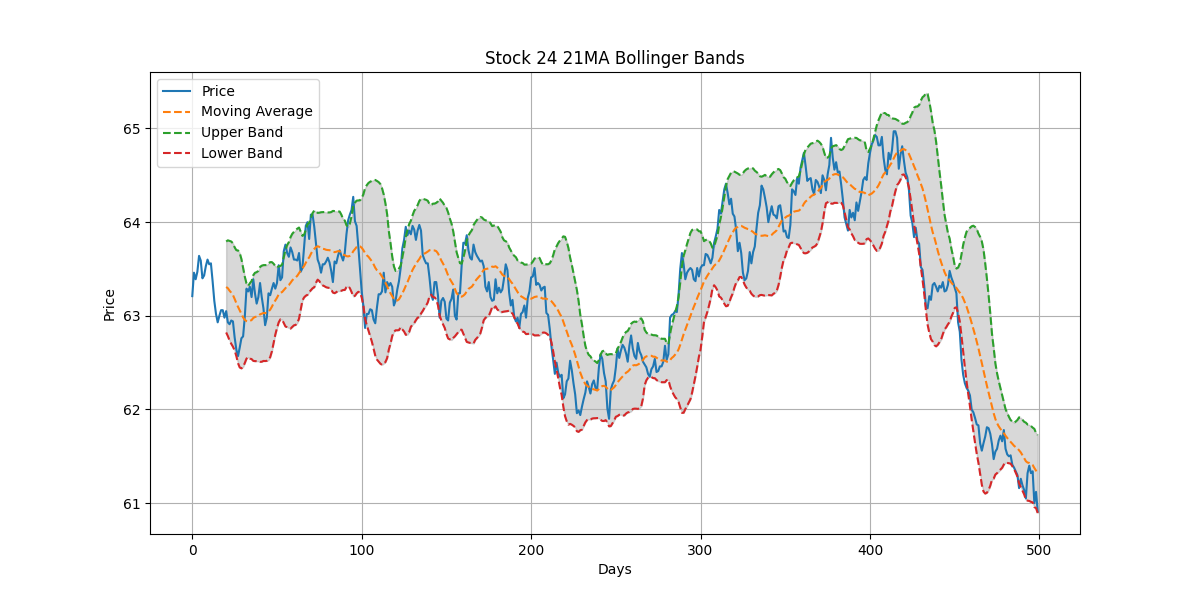 Stock 24 21MA Bollinger Bands
Price
Moving Average
Upper Band
Lower Band
65
64
63
62
61
Price
0
100
200
300
400
500
Days